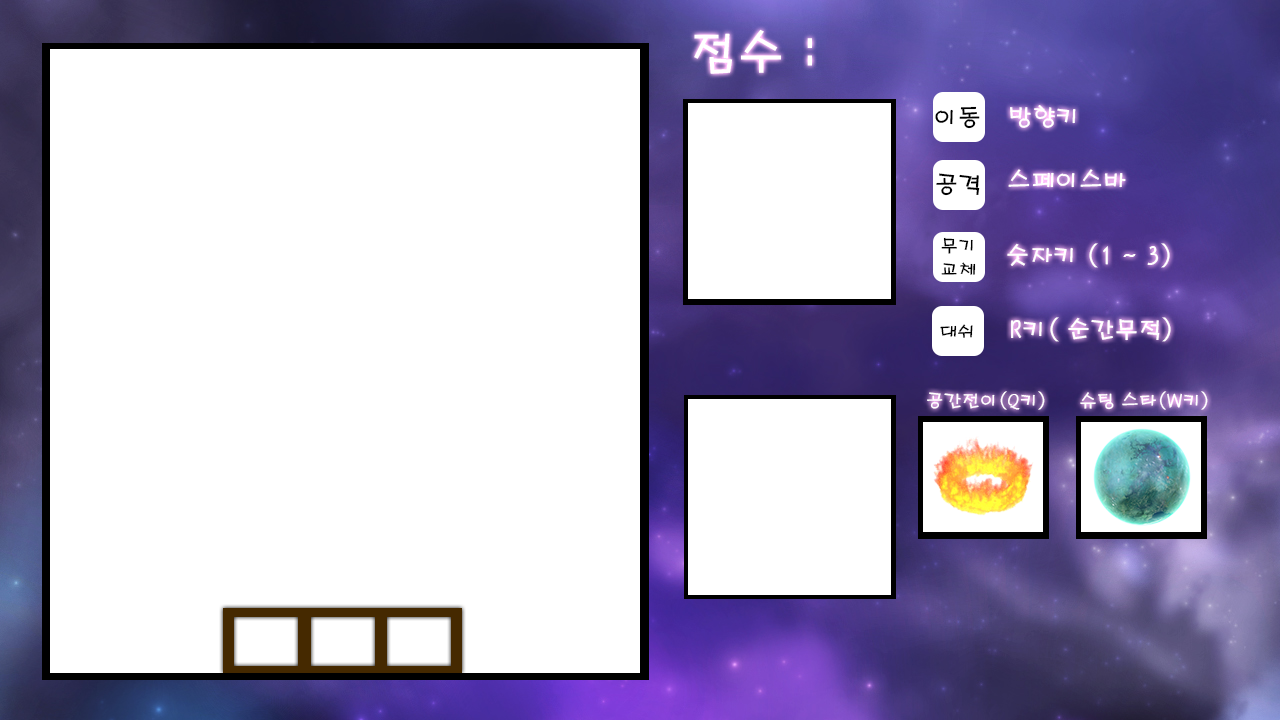 점수 :
이동 방향키
공격 스페이스바
무기
교체
숫자키 (1 ~ 3)
대쉬 R키( 순간무적)
공간전이(Q키) 슈팅 스타(W키)